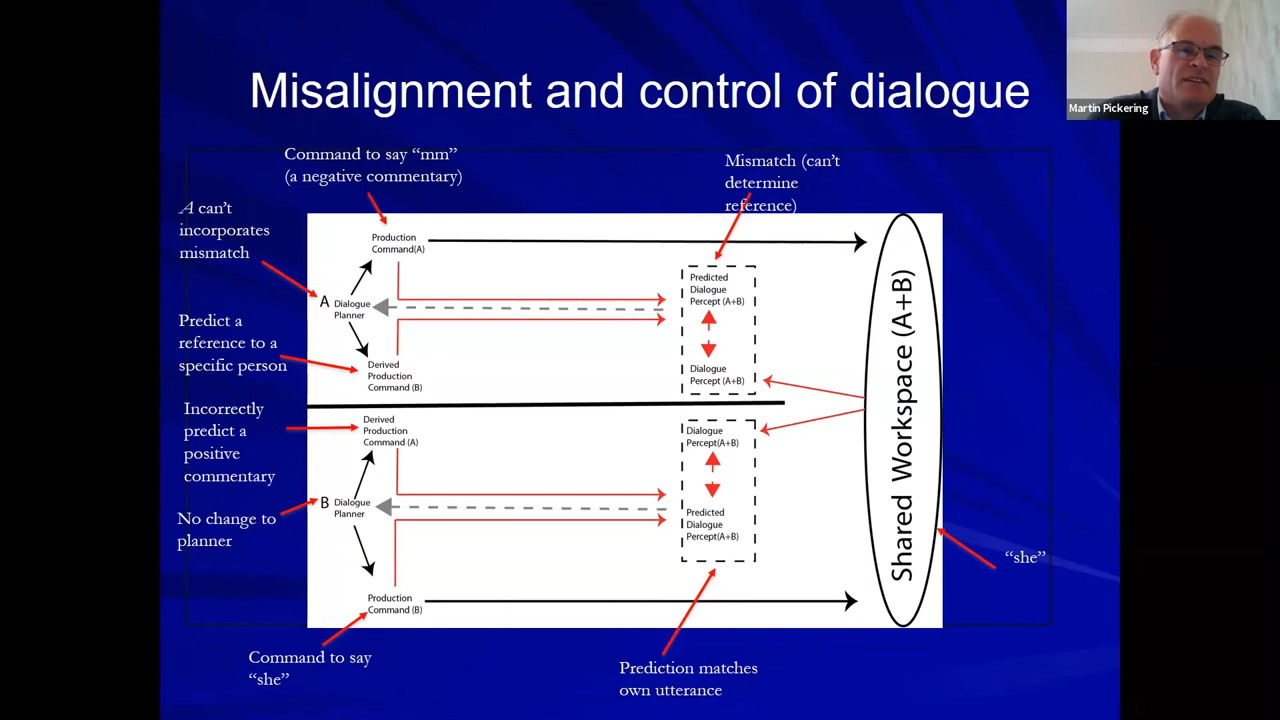 Misalignment and control of dialogue
Martin Pickering
Command to say “mm”
(a negative commentary)
Mismatch (can’t
determine
reference)
A can’t
incorporates
mismatch
Predict a
reference to a
specific person
Incorrectly
predict a
positive
commentary
No change to
planner
Production
Command(A)
A
Dialogue
Planner
Derived
Production
Command (B)
Predicted
Dialogue
Percept (A+B)
Dialogue
Percept (A+B)
Derived
Production
Command (A)
B
Dialogue
Planner
Production
Command (B)
Dialogue
Percept(A+B)
Predicted
Dialogue
Percept(A+B)
Shared Workspace (A+B)
“she”
Command to say
“she”
Prediction matches
own utterance